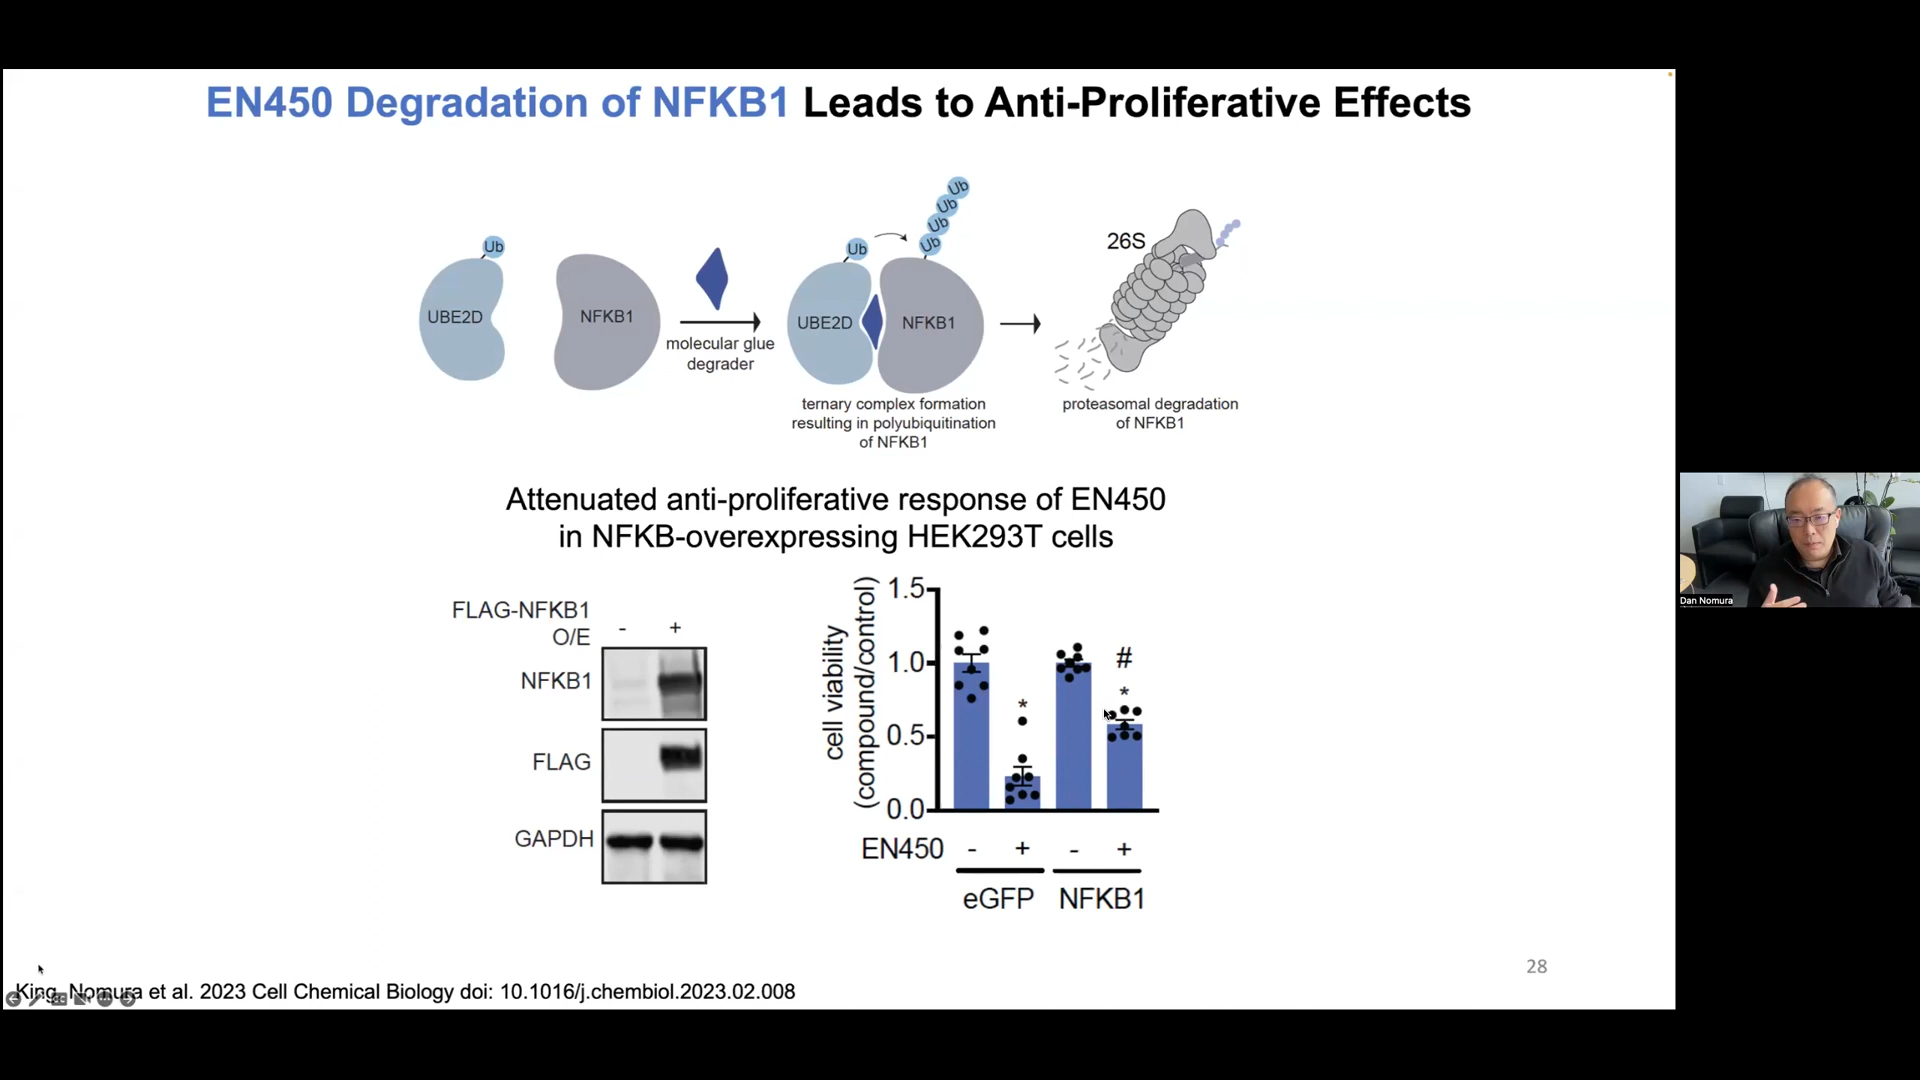 EN450 Degradation of NFKB1 Leads to Anti-Proliferative Effects
Ub
UBE2D
NFKB1
molecular glue
degrader
Ub
Ub
Ub
Ub
Ub
UBE2D
NFKB1
ternary complex formation
resulting in polyubiquitination
of NFKB1
26S
proteasomal degradation
of NFKB1
Attenuated anti-proliferative response of EN450
in NFKB-overexpressing HEK293T cells
FLAG-NFKB1
O/E - +
NFKB1
FLAG
GAPDH
cell viability
(compound/control)
1.5
1.0
0.5
0.0
*
#
*
EN450 - + - +
eGFP NFKB1
28
King, Nomura et al. 2023 Cell Chemical Biology doi: 10.1016/j.chembiol.2023.02.008
Dan Nomura